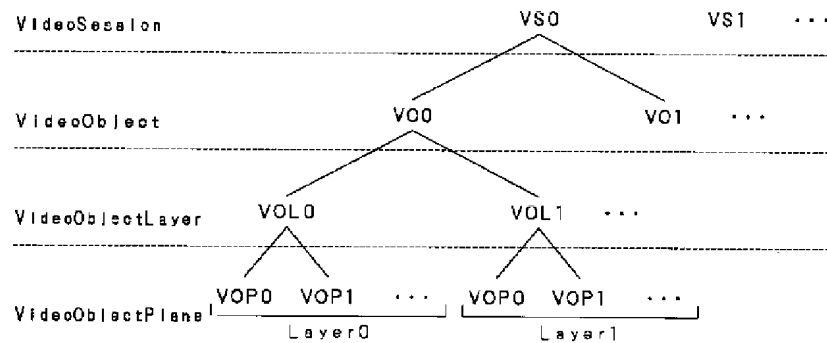 VideoSession VS0 VS1 ...
VideoObject VO0 VO1 ...
VideoObjectLayer VOL0 VOL1 ...
VideoObjectPlane VOP0 VOP1 ... VOP0 VOP1 ...
Layer0 Layer1